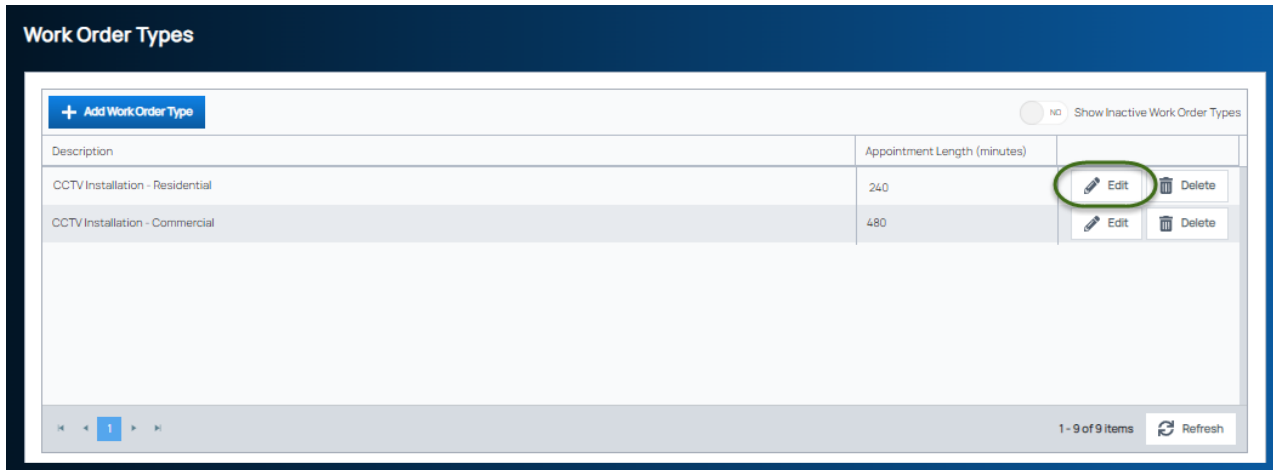 Work Order Types
+ Add Work Order Type NO Show Inactive Work Order Types
Description Appointment Length (minutes)
CCTV Installation - Residential 240 Edit Delete
CCTV Installation - Commercial 480 Edit Delete
1 1 - 9 of 9 items Refresh